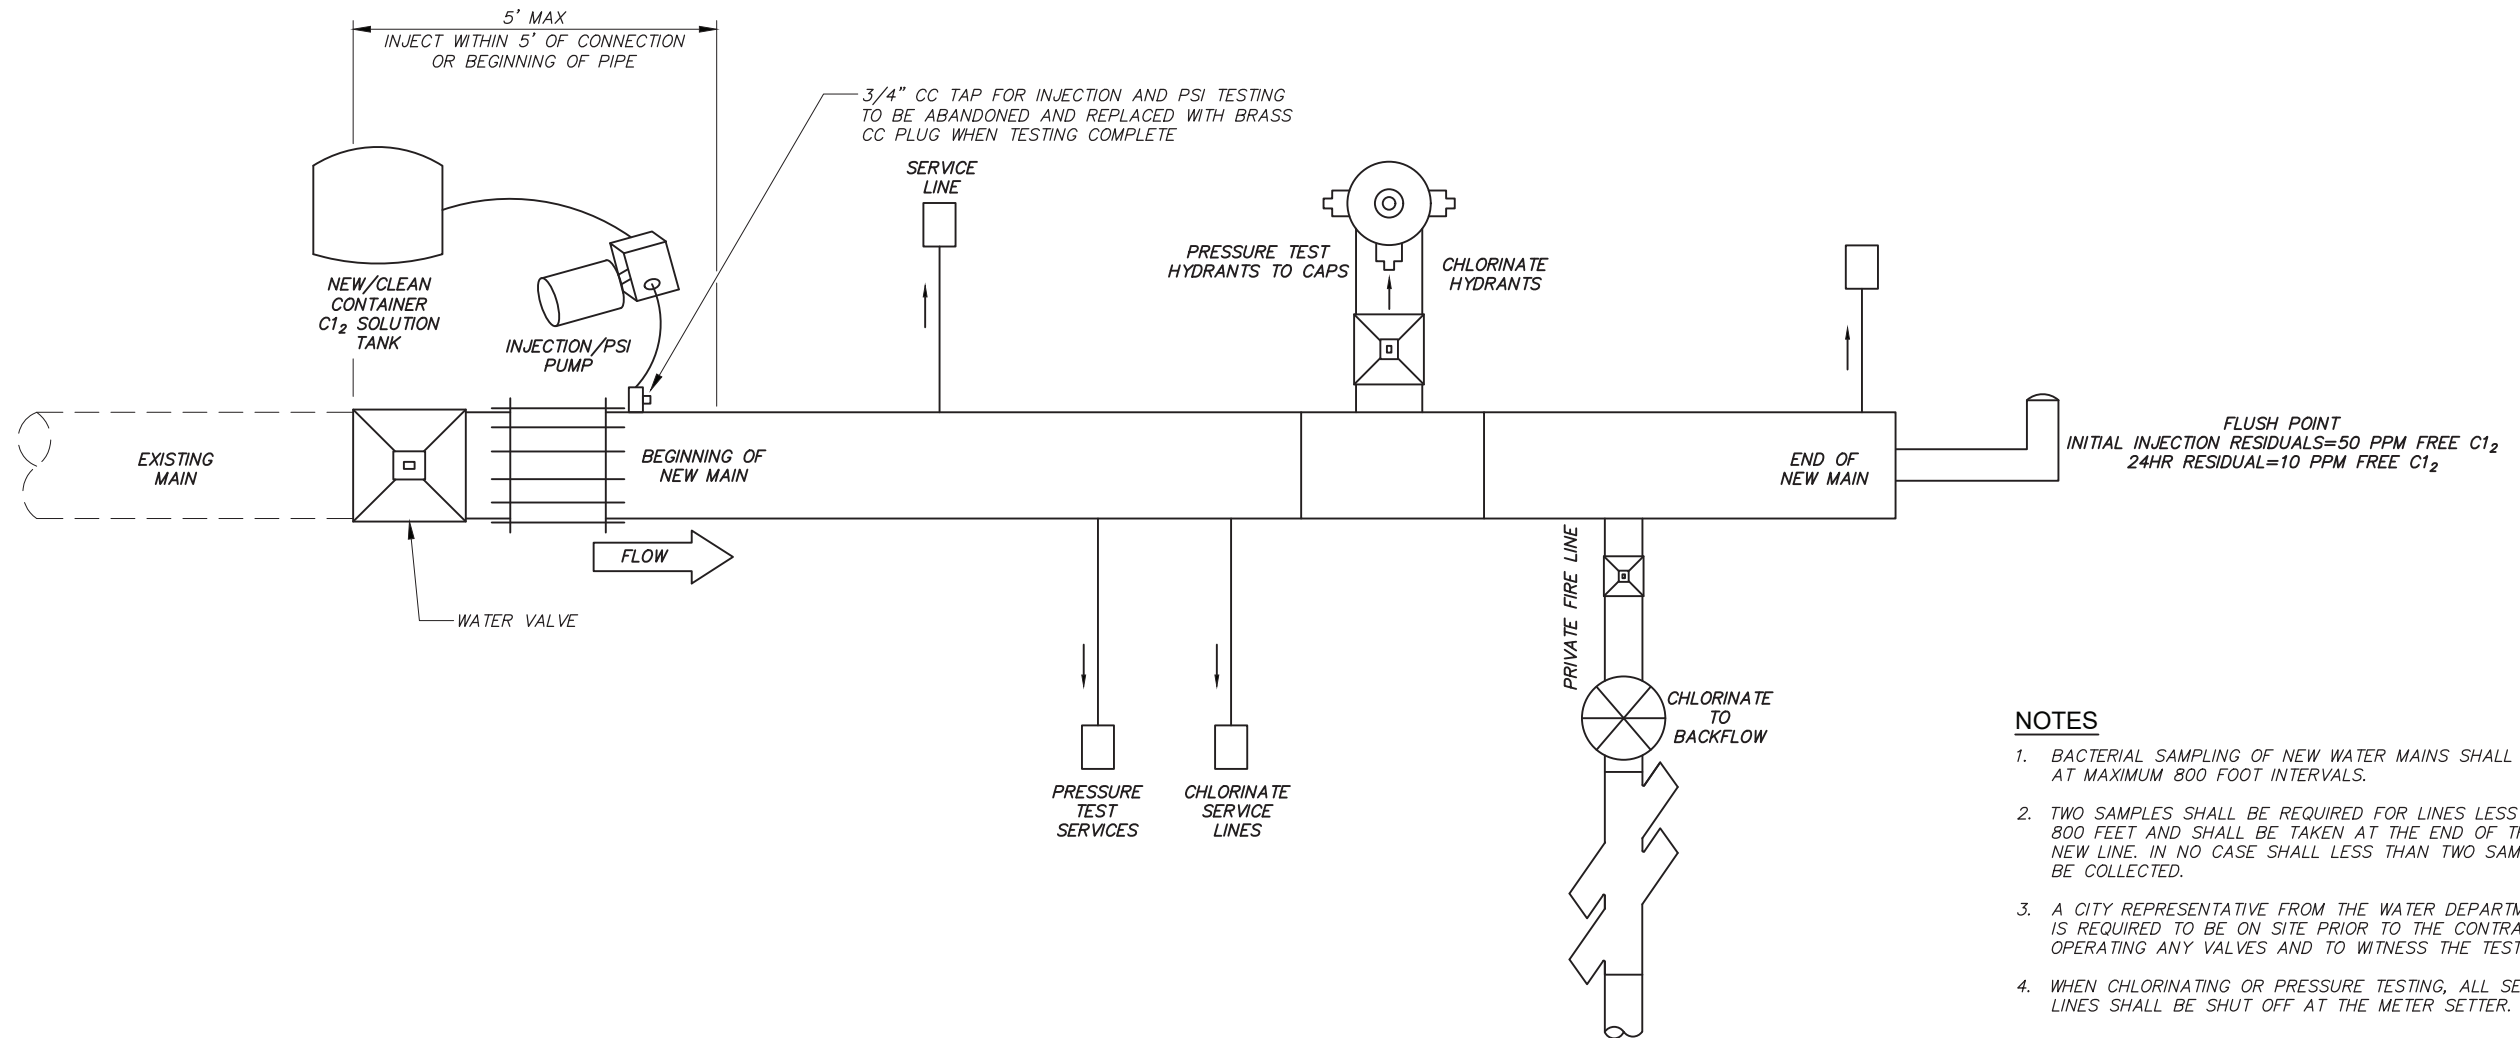 5' MAX
INJECT WITHIN 5' OF CONNECTION
OR BEGINNING OF PIPE
3/4" CC TAP FOR INJECTION AND PSI TESTING
TO BE ABANDONED AND REPLACED WITH BRASS
CC PLUG WHEN TESTING COMPLETE
SERVICE
LINE
NEW/CLEAN
CONTAINER
C1₂ SOLUTION
TANK
INJECTION/PSI
PUMP
PRESSURE TEST
HYDRANTS TO CAPS
CHLORINATE
HYDRANTS
EXISTING
MAIN
BEGINNING OF
NEW MAIN
END OF
NEW MAIN
FLUSH POINT
INITIAL INJECTION RESIDUALS=50 PPM FREE C1₂
24HR RESIDUAL=10 PPM FREE C1₂
FLOW
WATER VALVE
PRIVATE FIRE LINE
CHLORINATE
TO
BACKFLOW
PRESSURE
TEST
SERVICES
CHLORINATE
SERVICE
LINES
NOTES
1. BACTERIAL SAMPLING OF NEW WATER MAINS SHALL
AT MAXIMUM 800 FOOT INTERVALS.
2. TWO SAMPLES SHALL BE REQUIRED FOR LINES LESS
800 FEET AND SHALL BE TAKEN AT THE END OF
NEW LINE. IN NO CASE SHALL LESS THAN TWO
BE COLLECTED.
3. A CITY REPRESENTATIVE FROM THE WATER
IS REQUIRED TO BE ON SITE PRIOR TO THE
OPERATING ANY VALVES AND TO WITNESS THE
4. WHEN CHLORINATING OR PRESSURE TESTING, ALL
LINES SHALL BE SHUT OFF AT THE METER SETTER.